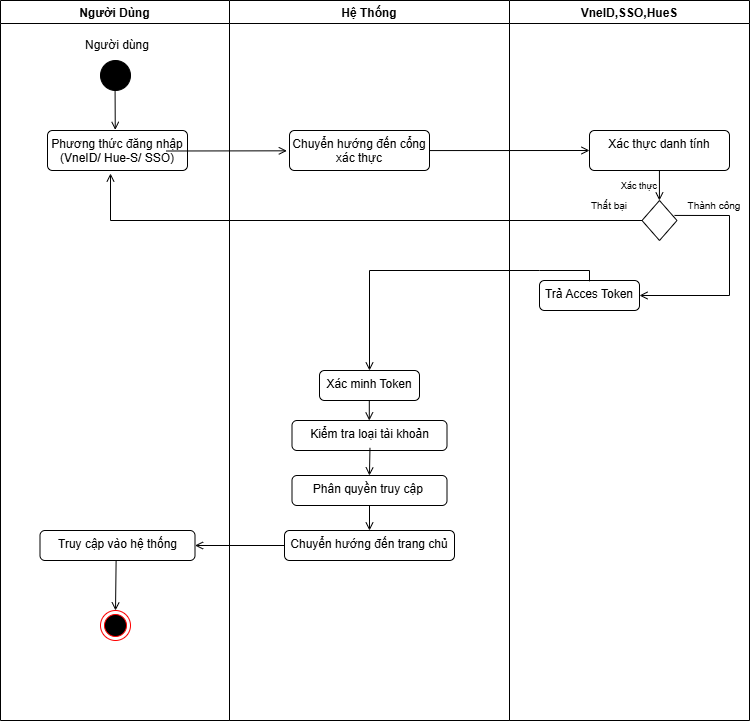 Người Dùng
Hệ Thống
VneID,SSO,HueS
Người dùng
Phương thức đăng nhập
(VneID/ Hue-S/ SSO)
Chuyển hướng đến cổng
xác thực
Xác thực danh tính
Xác thực
Thất bại
Thành công
Trả Acces Token
Xác minh Token
Kiểm tra loại tài khoản
Phân quyền truy cập
Truy cập vào hệ thống
Chuyển hướng đến trang chủ